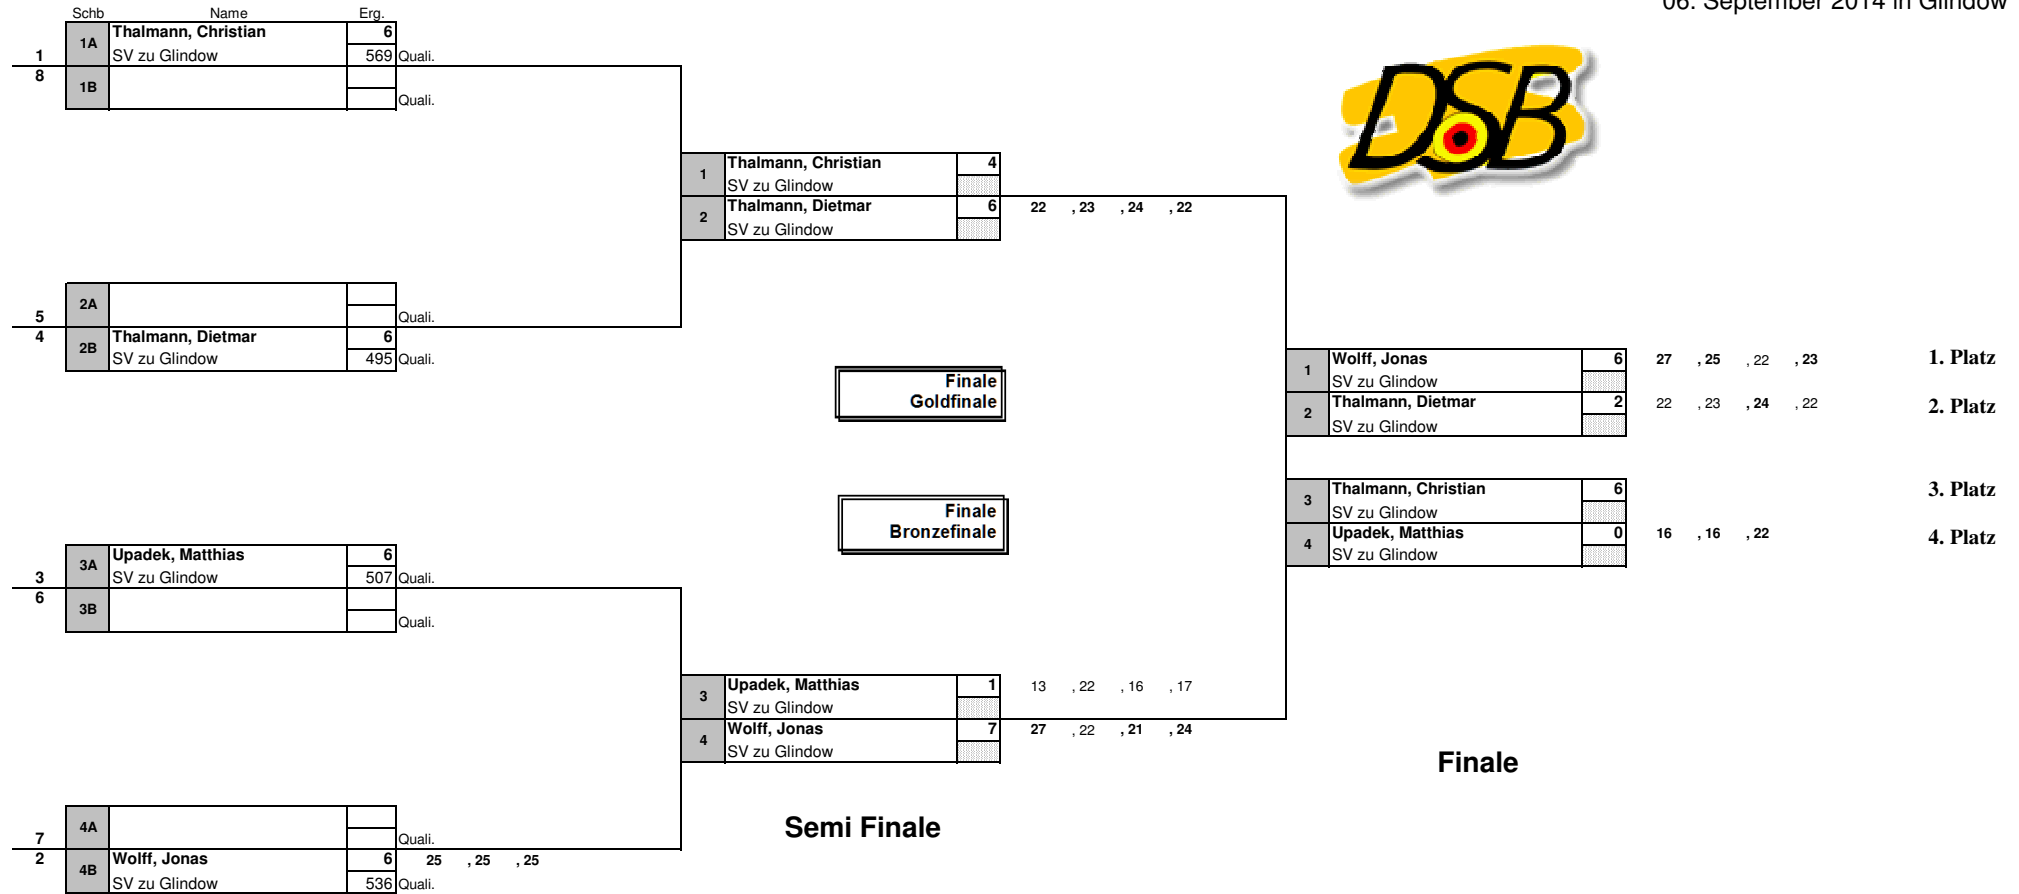 06. September 2014 in Glindow
Schb Name Erg.
1A Thalmann, Christian 6
1 SV zu Glindow 569 Quali.
8 1B
Quali.
DSB
1 Thalmann, Christian 4
SV zu Glindow
2 Thalmann, Dietmar 6 22 , 23 , 24 , 22
SV zu Glindow
2A
5 Quali.
4 2B Thalmann, Dietmar 6
SV zu Glindow 495 Quali.
Finale
Goldfinale
1 Wolff, Jonas 6 27 , 25 , 22 , 23 1. Platz
SV zu Glindow
2 Thalmann, Dietmar 2 22 , 23 , 24 , 22 2. Platz
SV zu Glindow
Finale
Bronzefinale
3 Thalmann, Christian 6 3. Platz
SV zu Glindow
4 Upadek, Matthias 0 16 , 16 , 22 4. Platz
SV zu Glindow
3A Upadek, Matthias 6
3 SV zu Glindow 507 Quali.
6 3B
Quali.
3 Upadek, Matthias 1 13 , 22 , 16 , 17
SV zu Glindow
4 Wolff, Jonas 7 27 , 22 , 21 , 24
SV zu Glindow
Finale
Semi Finale
4A
7 Quali.
2 4B Wolff, Jonas 6 25 , 25 , 25
SV zu Glindow 536 Quali.